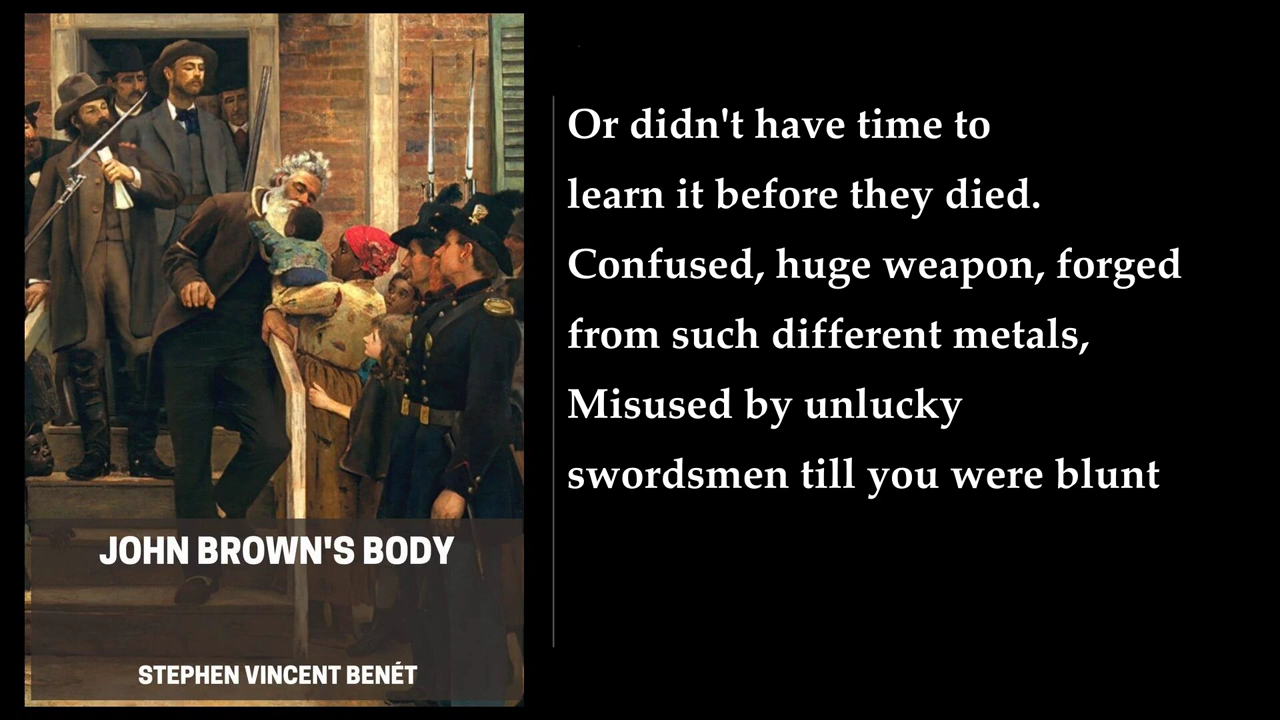 JOHN BROWN'S BODY
STEPHEN VINCENT BENÉT
Or didn't have time to
learn it before they died.
Confused, huge weapon, forged
from such different metals,
Misused by unlucky
swordsmen till you were blunt